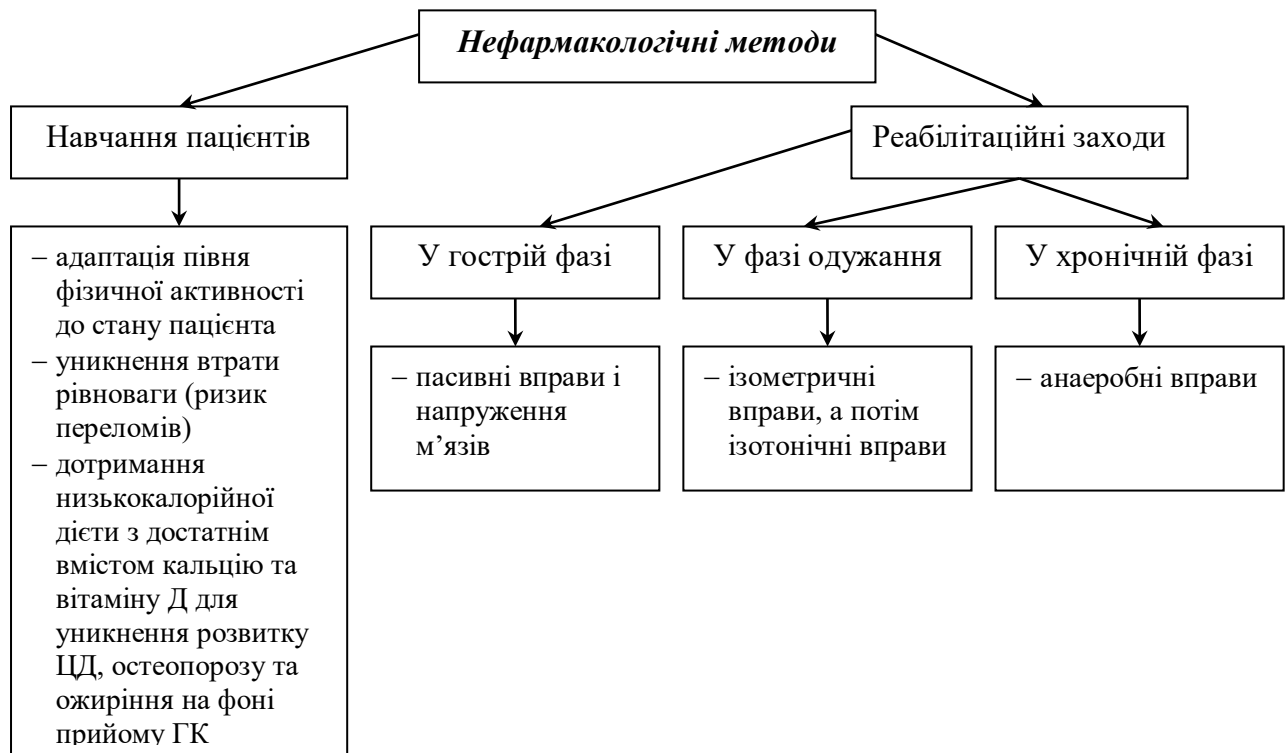 Нефармакологічні методи
Навчання пацієнтів
Реабілітаційні заходи
– адаптація півня
фізичної активності
до стану пацієнта
– уникнення втрати
рівноваги (ризик
переломів)
– дотримання
низькокалорійної
дієти з достатнім
вмістом кальцію та
вітаміну Д для
уникнення розвитку
ЦД, остеопорозу та
ожиріння на фоні
прийому ГК
У гострій фазі
– пасивні вправи і
напруження
м’язів
У фазі одужання
– ізометричні
вправи, а потім
ізотонічні вправи
У хронічній фазі
– анаеробні вправи